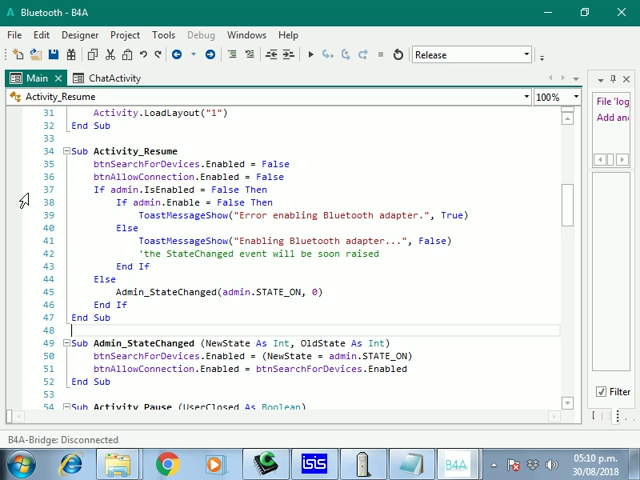 Bluetooth - B4A
File Edit Designer Project Tools Debug Windows Help
Release
Main ChatActivity
Activity_Resume 100%
31 Activity.LoadLayout("1")
32 End Sub
33
34 Sub Activity_Resume
35 btnSearchForDevices.Enabled = False
36 btnAllowConnection.Enabled = False
37 If admin.IsEnabled = False Then
38 If admin.Enable = False Then
39 ToastMessageShow("Error enabling Bluetooth adapter.", True)
40 Else
41 ToastMessageShow("Enabling Bluetooth adapter...", False)
42 'the StateChanged event will be soon raised
43 End If
44 Else
45 Admin_StateChanged(admin.STATE_ON, 0)
46 End If
47 End Sub
48
49 Sub Admin_StateChanged (NewState As Int, OldState As Int)
50 btnSearchForDevices.Enabled = (NewState = admin.STATE_ON)
51 btnAllowConnection.Enabled = btnSearchForDevices.Enabled
52 End Sub
53
54 Sub Activity_Pause (UserClosed As Boolean)
File 'log
Add and
Filter
B4A-Bridge: Disconnected
isis
B4A
05:10 p.m.
30/08/2018